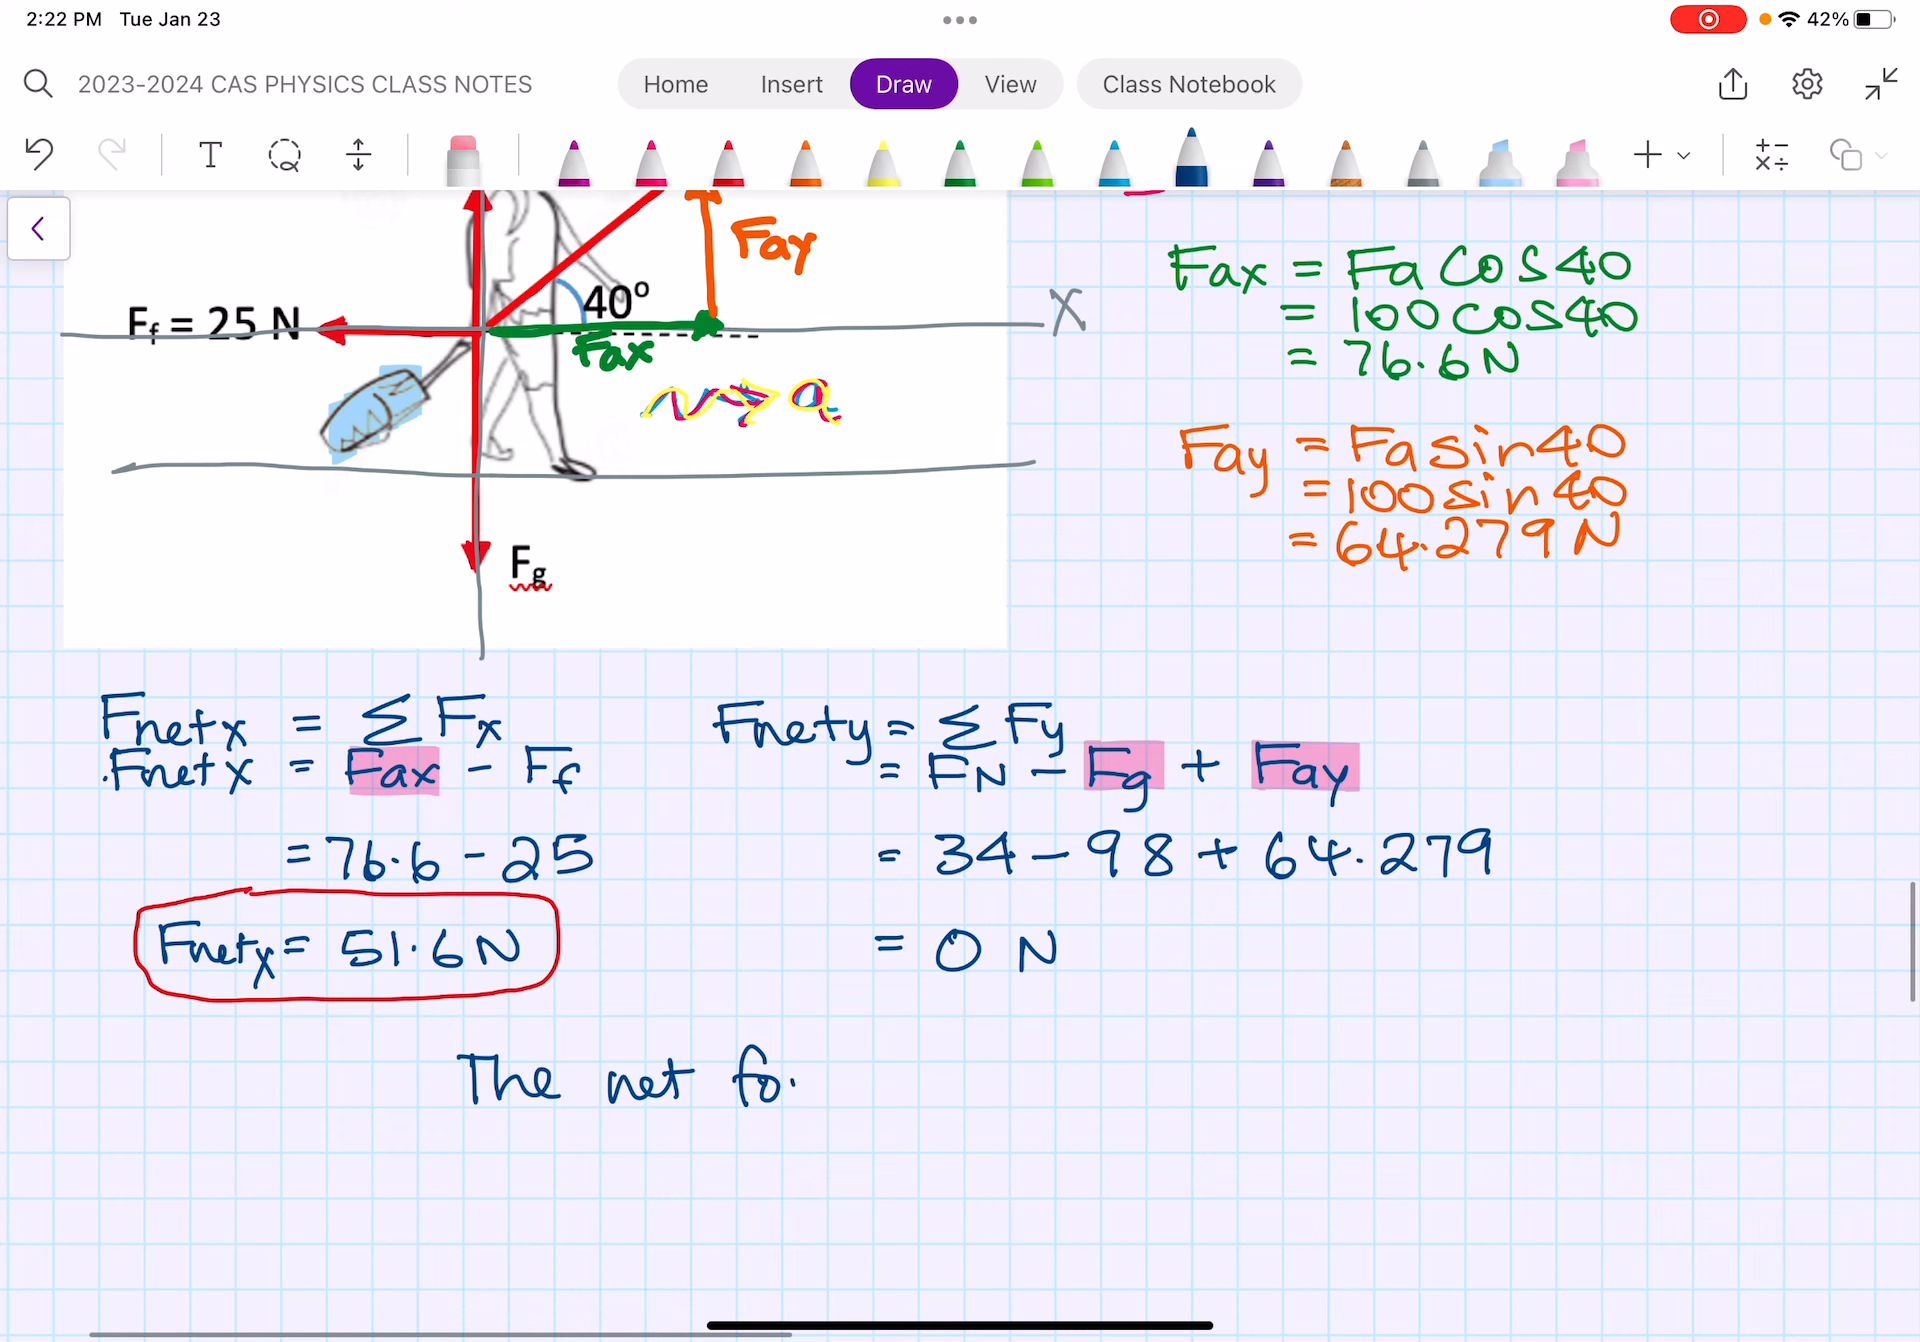 2:22 PM Tue Jan 23
42%
2023-2024 CAS PHYSICS CLASS NOTES
Home Insert Draw View Class Notebook
T
Fay
40°
Ff = 25 N
Fax
X
a
Fg
Fax = Fa Cos 40
= 100 cos 40
= 76.6 N
Fay = Fa sin 40
= 100 sin 40
= 64.279 N
Fnetx = Σ Fx
.Fnetx = Fax - Ff
= 76.6 - 25
Fnetx = 51.6 N
Fnety = Σ Fy
= FN - Fg + Fay
= 34 - 98 + 64.279
= 0 N
The net fo.